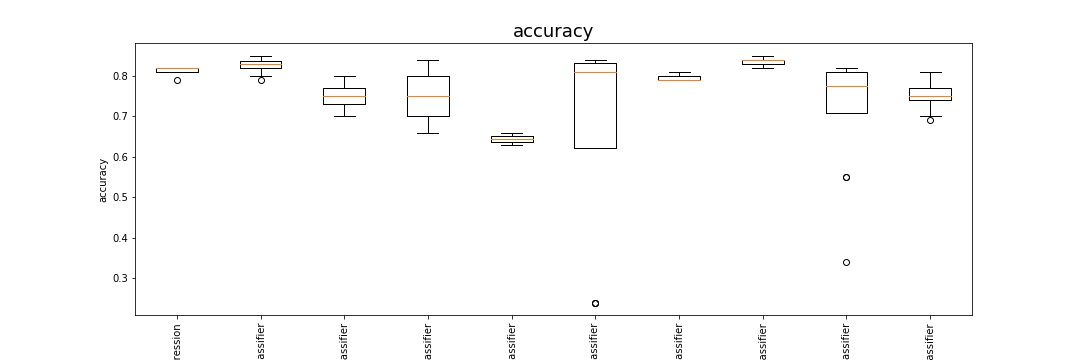 accuracy
accuracy
0.8
0.7
0.6
0.5
0.4
0.3
ression
assifier
assifier
assifier
assifier
assifier
assifier
assifier
assifier
assifier